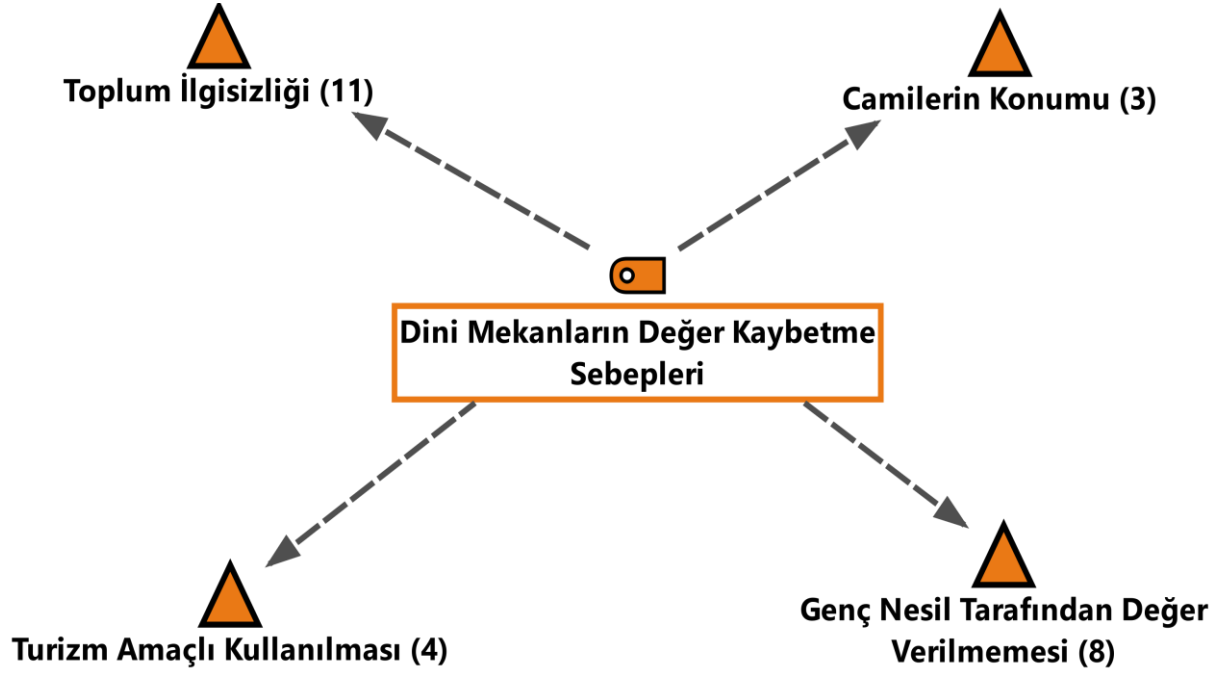 Toplum İlgisizliği (11)
Camilerin Konumu (3)
Dini Mekanların Değer Kaybetme
Sebepleri
Turizm Amaçlı Kullanılması (4)
Genç Nesil Tarafından Değer
Verilmemesi (8)